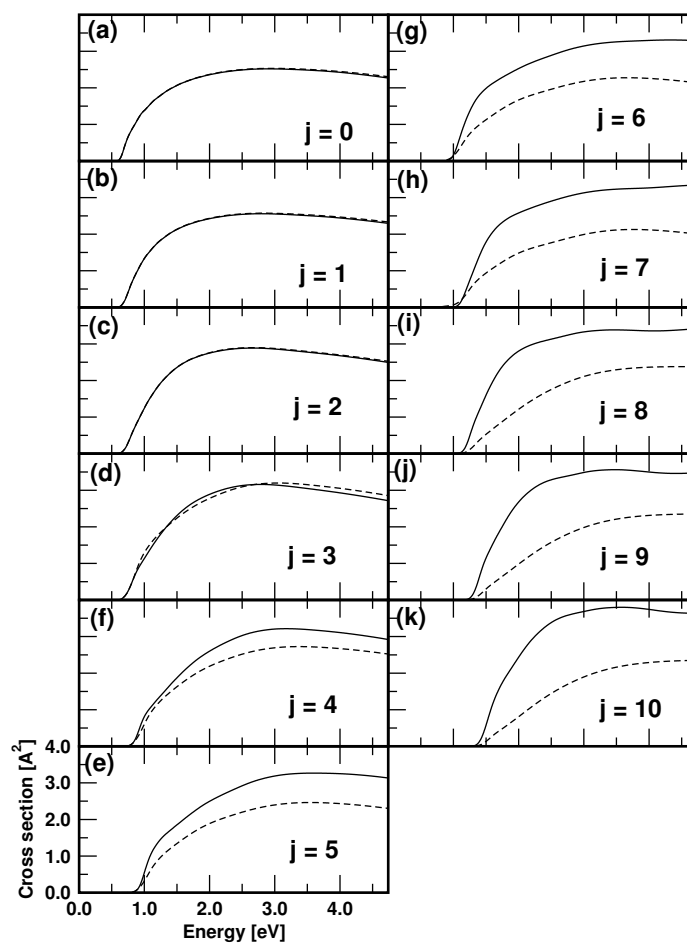 (a)
j = 0
(b)
j = 1
(c)
j = 2
(d)
j = 3
(f)
j = 4
(e)
j = 5
(g)
j = 6
(h)
j = 7
(i)
j = 8
(j)
j = 9
(k)
j = 10
4.0
3.0
2.0
1.0
0.0
Cross section [A²]
0.0 1.0 2.0 3.0 4.0
Energy [eV]